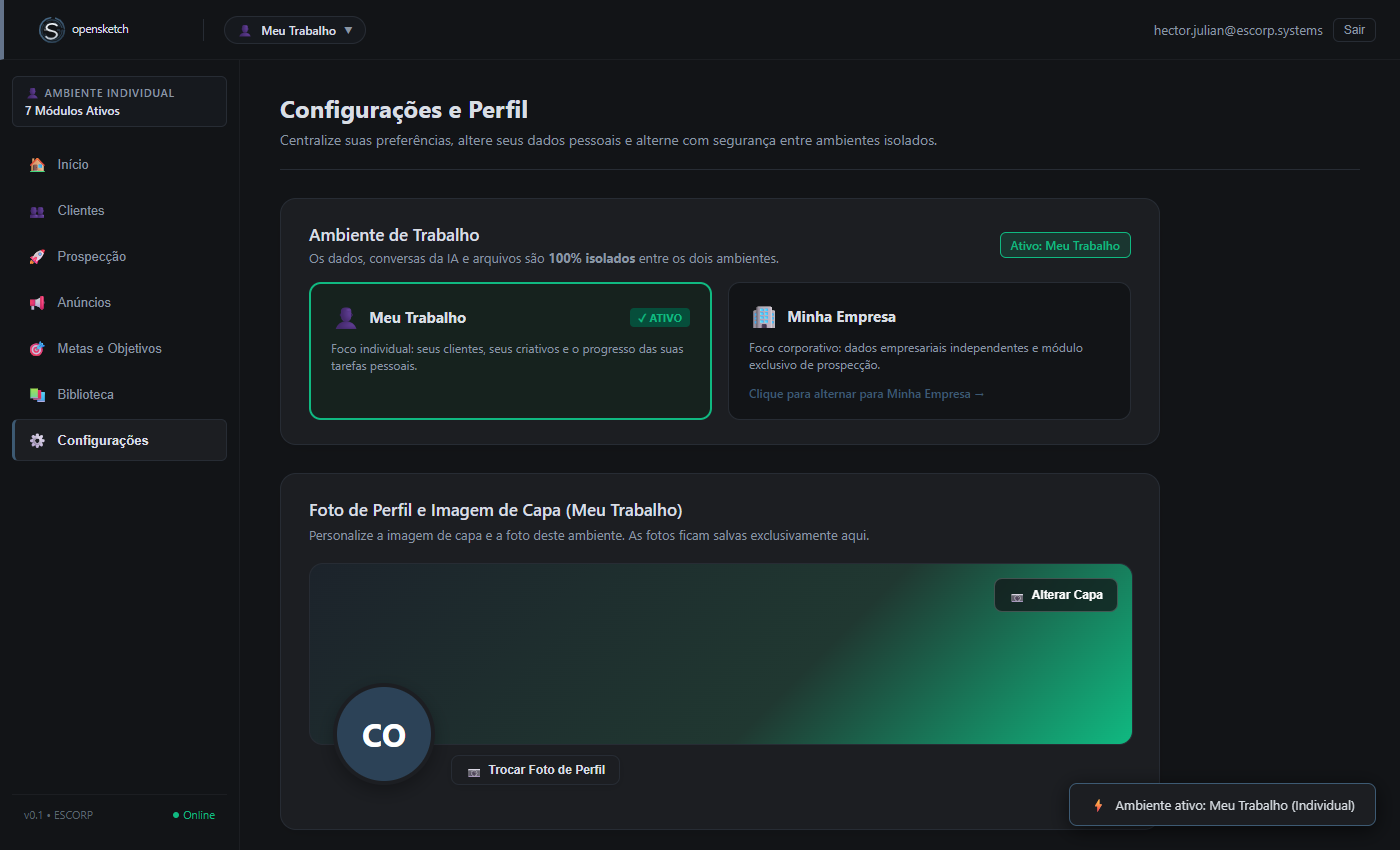 opensketch
Meu Trabalho ▼
hector.julian@escorp.systems
Sair
AMBIENTE INDIVIDUAL
7 Módulos Ativos
Início
Clientes
Prospecção
Anúncios
Metas e Objetivos
Biblioteca
Configurações
v0.1 • ESCORP
Online
Configurações e Perfil
Centralize suas preferências, altere seus dados pessoais e alterne com segurança entre ambientes isolados.
Ambiente de Trabalho
Os dados, conversas da IA e arquivos são 100% isolados entre os dois ambientes.
Ativo: Meu Trabalho
Meu Trabalho
✓ ATIVO
Foco individual: seus clientes, seus criativos e o progresso das suas
tarefas pessoais.
Minha Empresa
Foco corporativo: dados empresariais independentes e módulo
exclusivo de prospecção.
Clique para alternar para Minha Empresa →
Foto de Perfil e Imagem de Capa (Meu Trabalho)
Personalize a imagem de capa e a foto deste ambiente. As fotos ficam salvas exclusivamente aqui.
Alterar Capa
CO
Trocar Foto de Perfil
Ambiente ativo: Meu Trabalho (Individual)